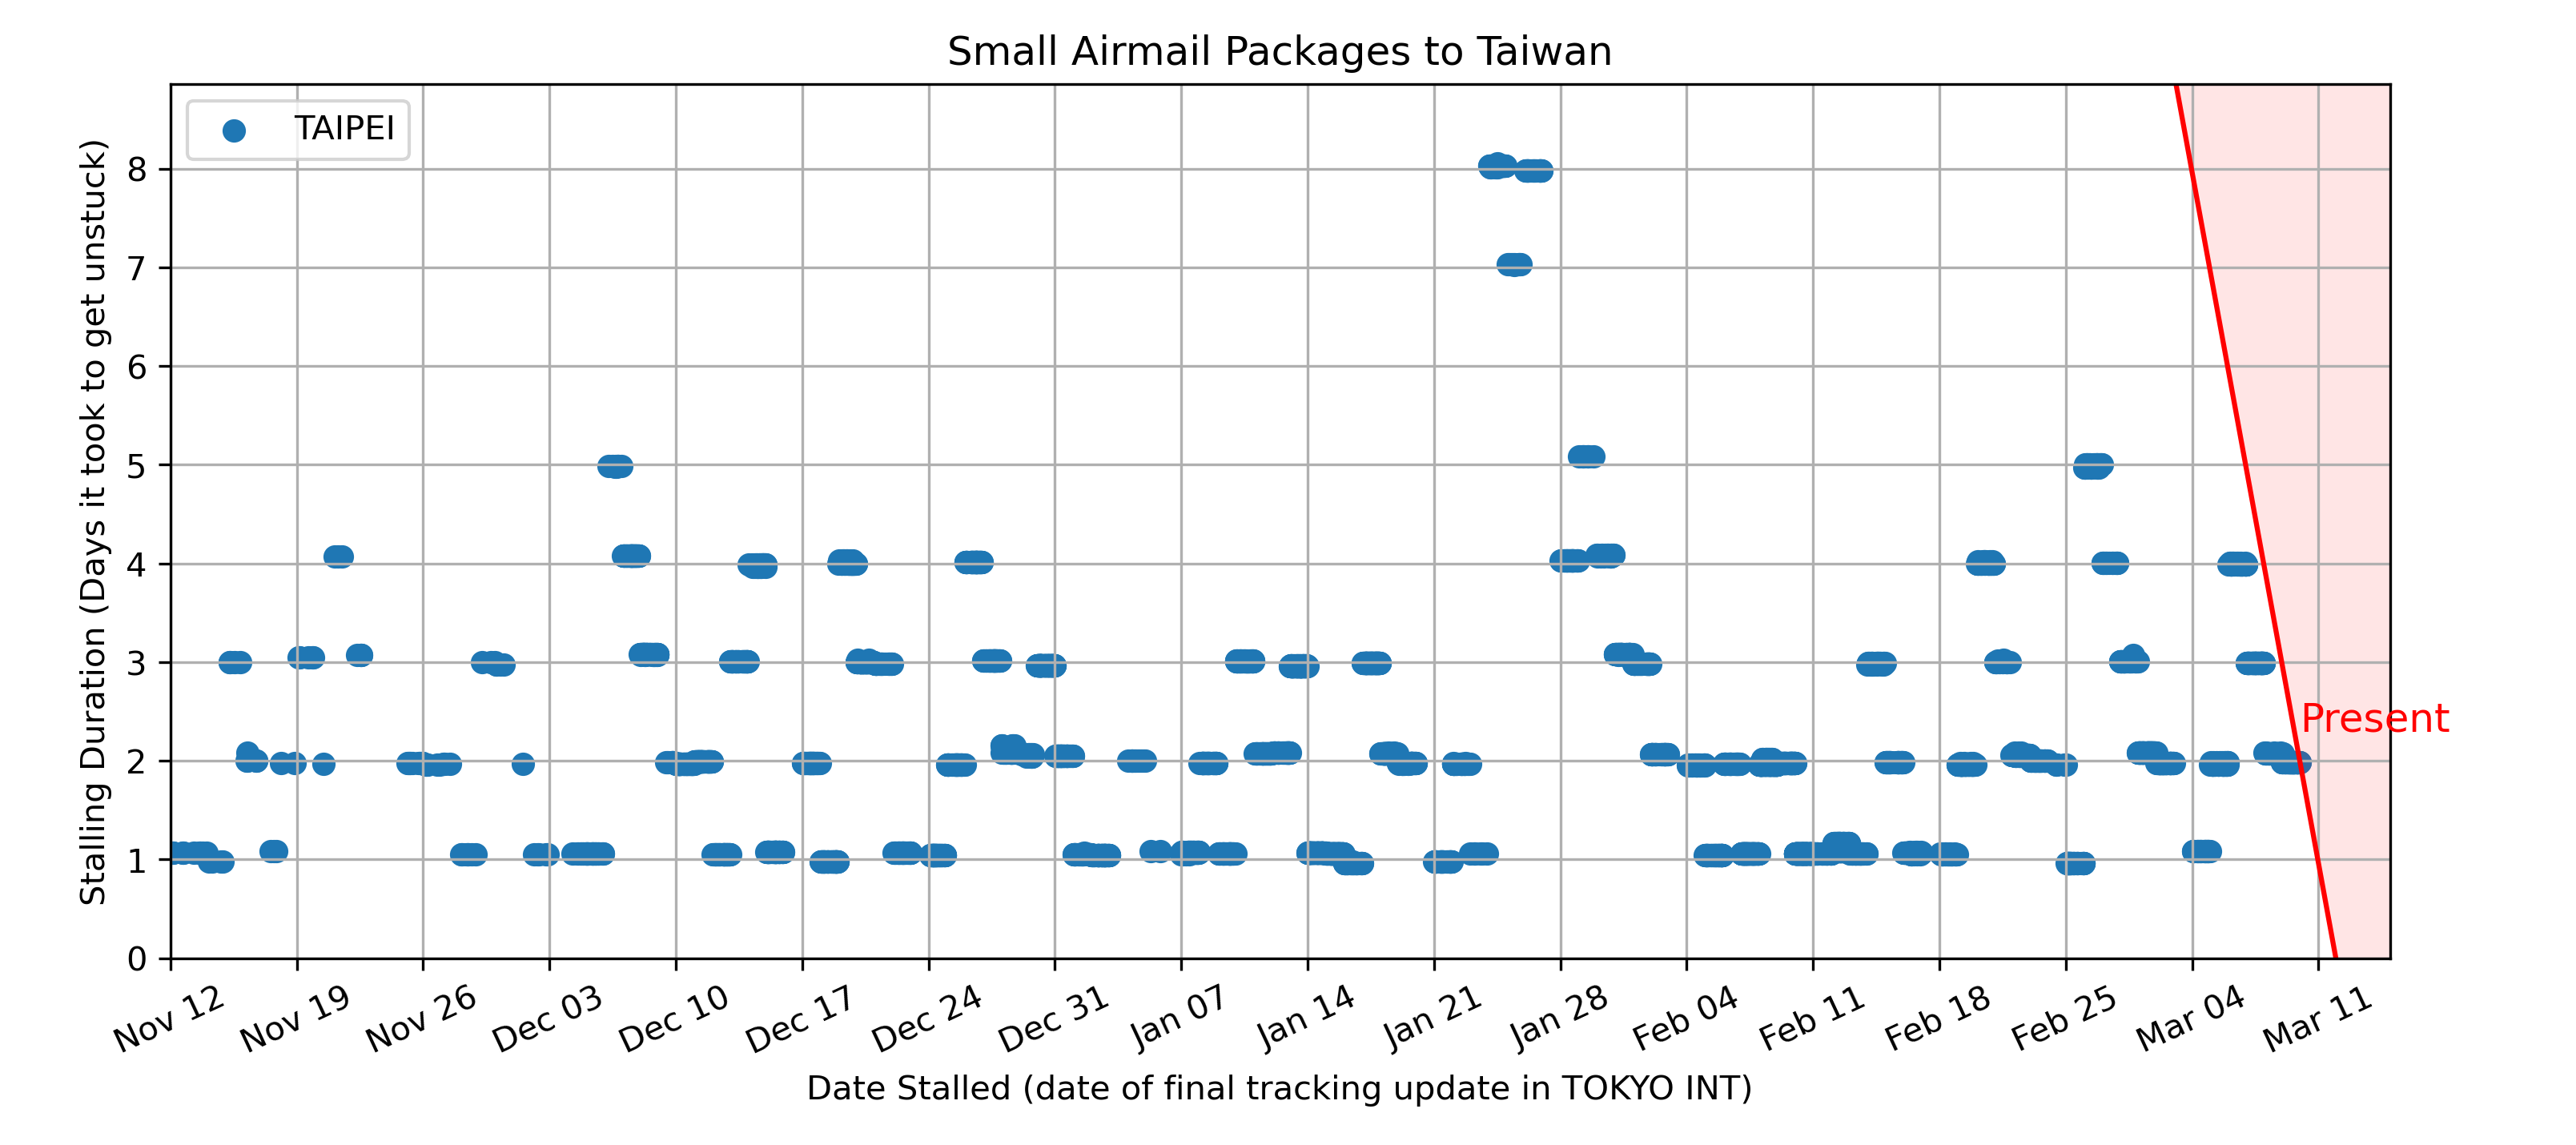 Small Airmail Packages to Taiwan
TAIPEI
Stalling Duration (Days it took to get unstuck)
8
7
6
5
4
3
2
1
0
Present
Nov 12
Nov 19
Nov 26
Dec 03
Dec 10
Dec 17
Dec 24
Dec 31
Jan 07
Jan 14
Jan 21
Jan 28
Feb 04
Feb 11
Feb 18
Feb 25
Mar 04
Mar 11
Date Stalled (date of final tracking update in TOKYO INT)